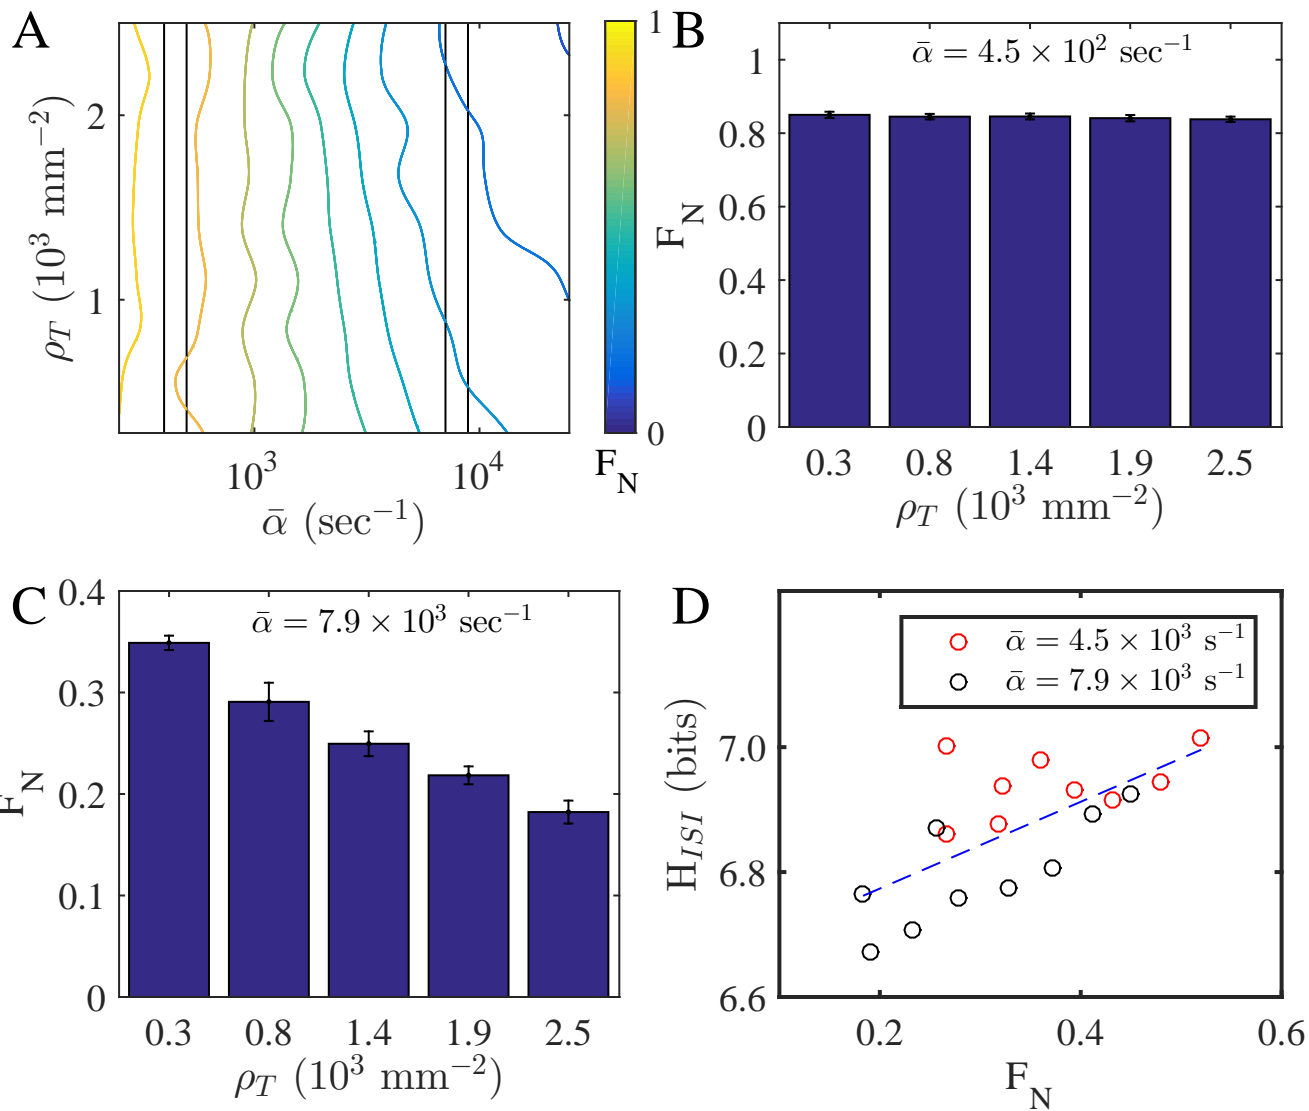 A
ρ_T (10³ mm⁻²)
2
1
10³
10⁴
ᾱ (sec⁻¹)
1
0
F_N
B
ᾱ = 4.5 × 10² sec⁻¹
F_N
1
0.8
0.6
0.4
0.2
0
0.3 0.8 1.4 1.9 2.5
ρ_T (10³ mm⁻²)
C
ᾱ = 7.9 × 10³ sec⁻¹
F_N
0.4
0.3
0.2
0.1
0
0.3 0.8 1.4 1.9 2.5
ρ_T (10³ mm⁻²)
D
ᾱ = 4.5 × 10³ s⁻¹
ᾱ = 7.9 × 10³ s⁻¹
H_ISI (bits)
7.0
6.8
6.6
0.2 0.4 0.6
F_N